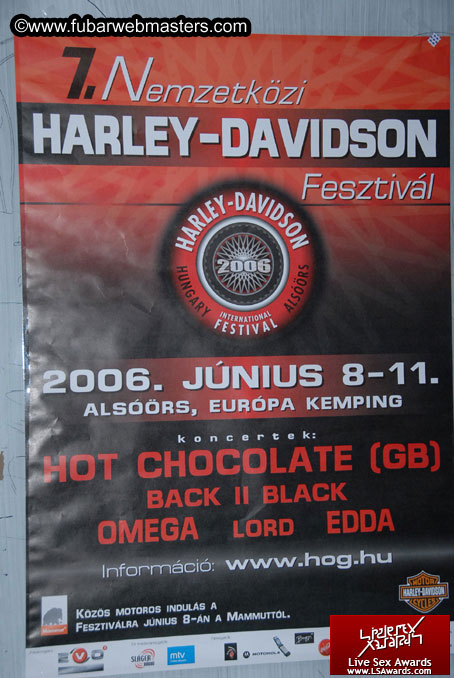 © www.fubarwebmasters.com
7. Nemzetközi
HARLEY-DAVIDSON
Fesztivál
HARLEY-DAVIDSON
HUNGARY
2006
ALSÓÖRS
INTERNATIONAL
FESTIVAL
2006. JÚNIUS 8-11.
ALSÓÖRS, EURÓPA KEMPING
koncertek:
HOT CHOCOLATE (GB)
BACK II BLACK
OMEGA LORD EDDA
Információ: www.hog.hu
MOTOR
HARLEY-DAVIDSON
CYCLES
KÖZÖS MOTOROS INDULÁS A
FESZTIVÁLRA JÚNIUS 8-ÁN A MAMMUTTÓL.
SLÁGER
RÁDIÓ
mtv
MOTOROLA
Live Sex Awards
www.LSAwards.com